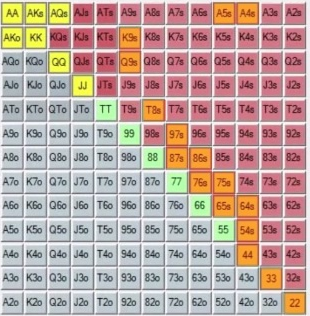 AA AKs AQs AJs ATs A9s A8s A7s A6s A5s A4s A3s A2s
AKo KK KQs KJs KTs K9s K8s K7s K6s K5s K4s K3s K2s
AQo KQo QQ QJs QTs Q9s Q8s Q7s Q6s Q5s Q4s Q3s Q2s
AJo KJo QJo JJ JTs J9s J8s J7s J6s J5s J4s J3s J2s
ATo KTo QTo JTo TT T9s T8s T7s T6s T5s T4s T3s T2s
A9o K9o Q9o J9o T9o 99 98s 97s 96s 95s 94s 93s 92s
A8o K8o Q8o J8o T8o 98o 88 87s 86s 85s 84s 83s 82s
A7o K7o Q7o J7o T7o 97o 87o 77 76s 75s 74s 73s 72s
A6o K6o Q6o J6o T6o 96o 86o 76o 66 65s 64s 63s 62s
A5o K5o Q5o J5o T5o 95o 85o 75o 65o 55 54s 53s 52s
A4o K4o Q4o J4o T4o 94o 84o 74o 64o 54o 44 43s 42s
A3o K3o Q3o J3o T3o 93o 83o 73o 63o 53o 43o 33 32s
A2o K2o Q2o J2o T2o 92o 82o 72o 62o 52o 42o 32o 22